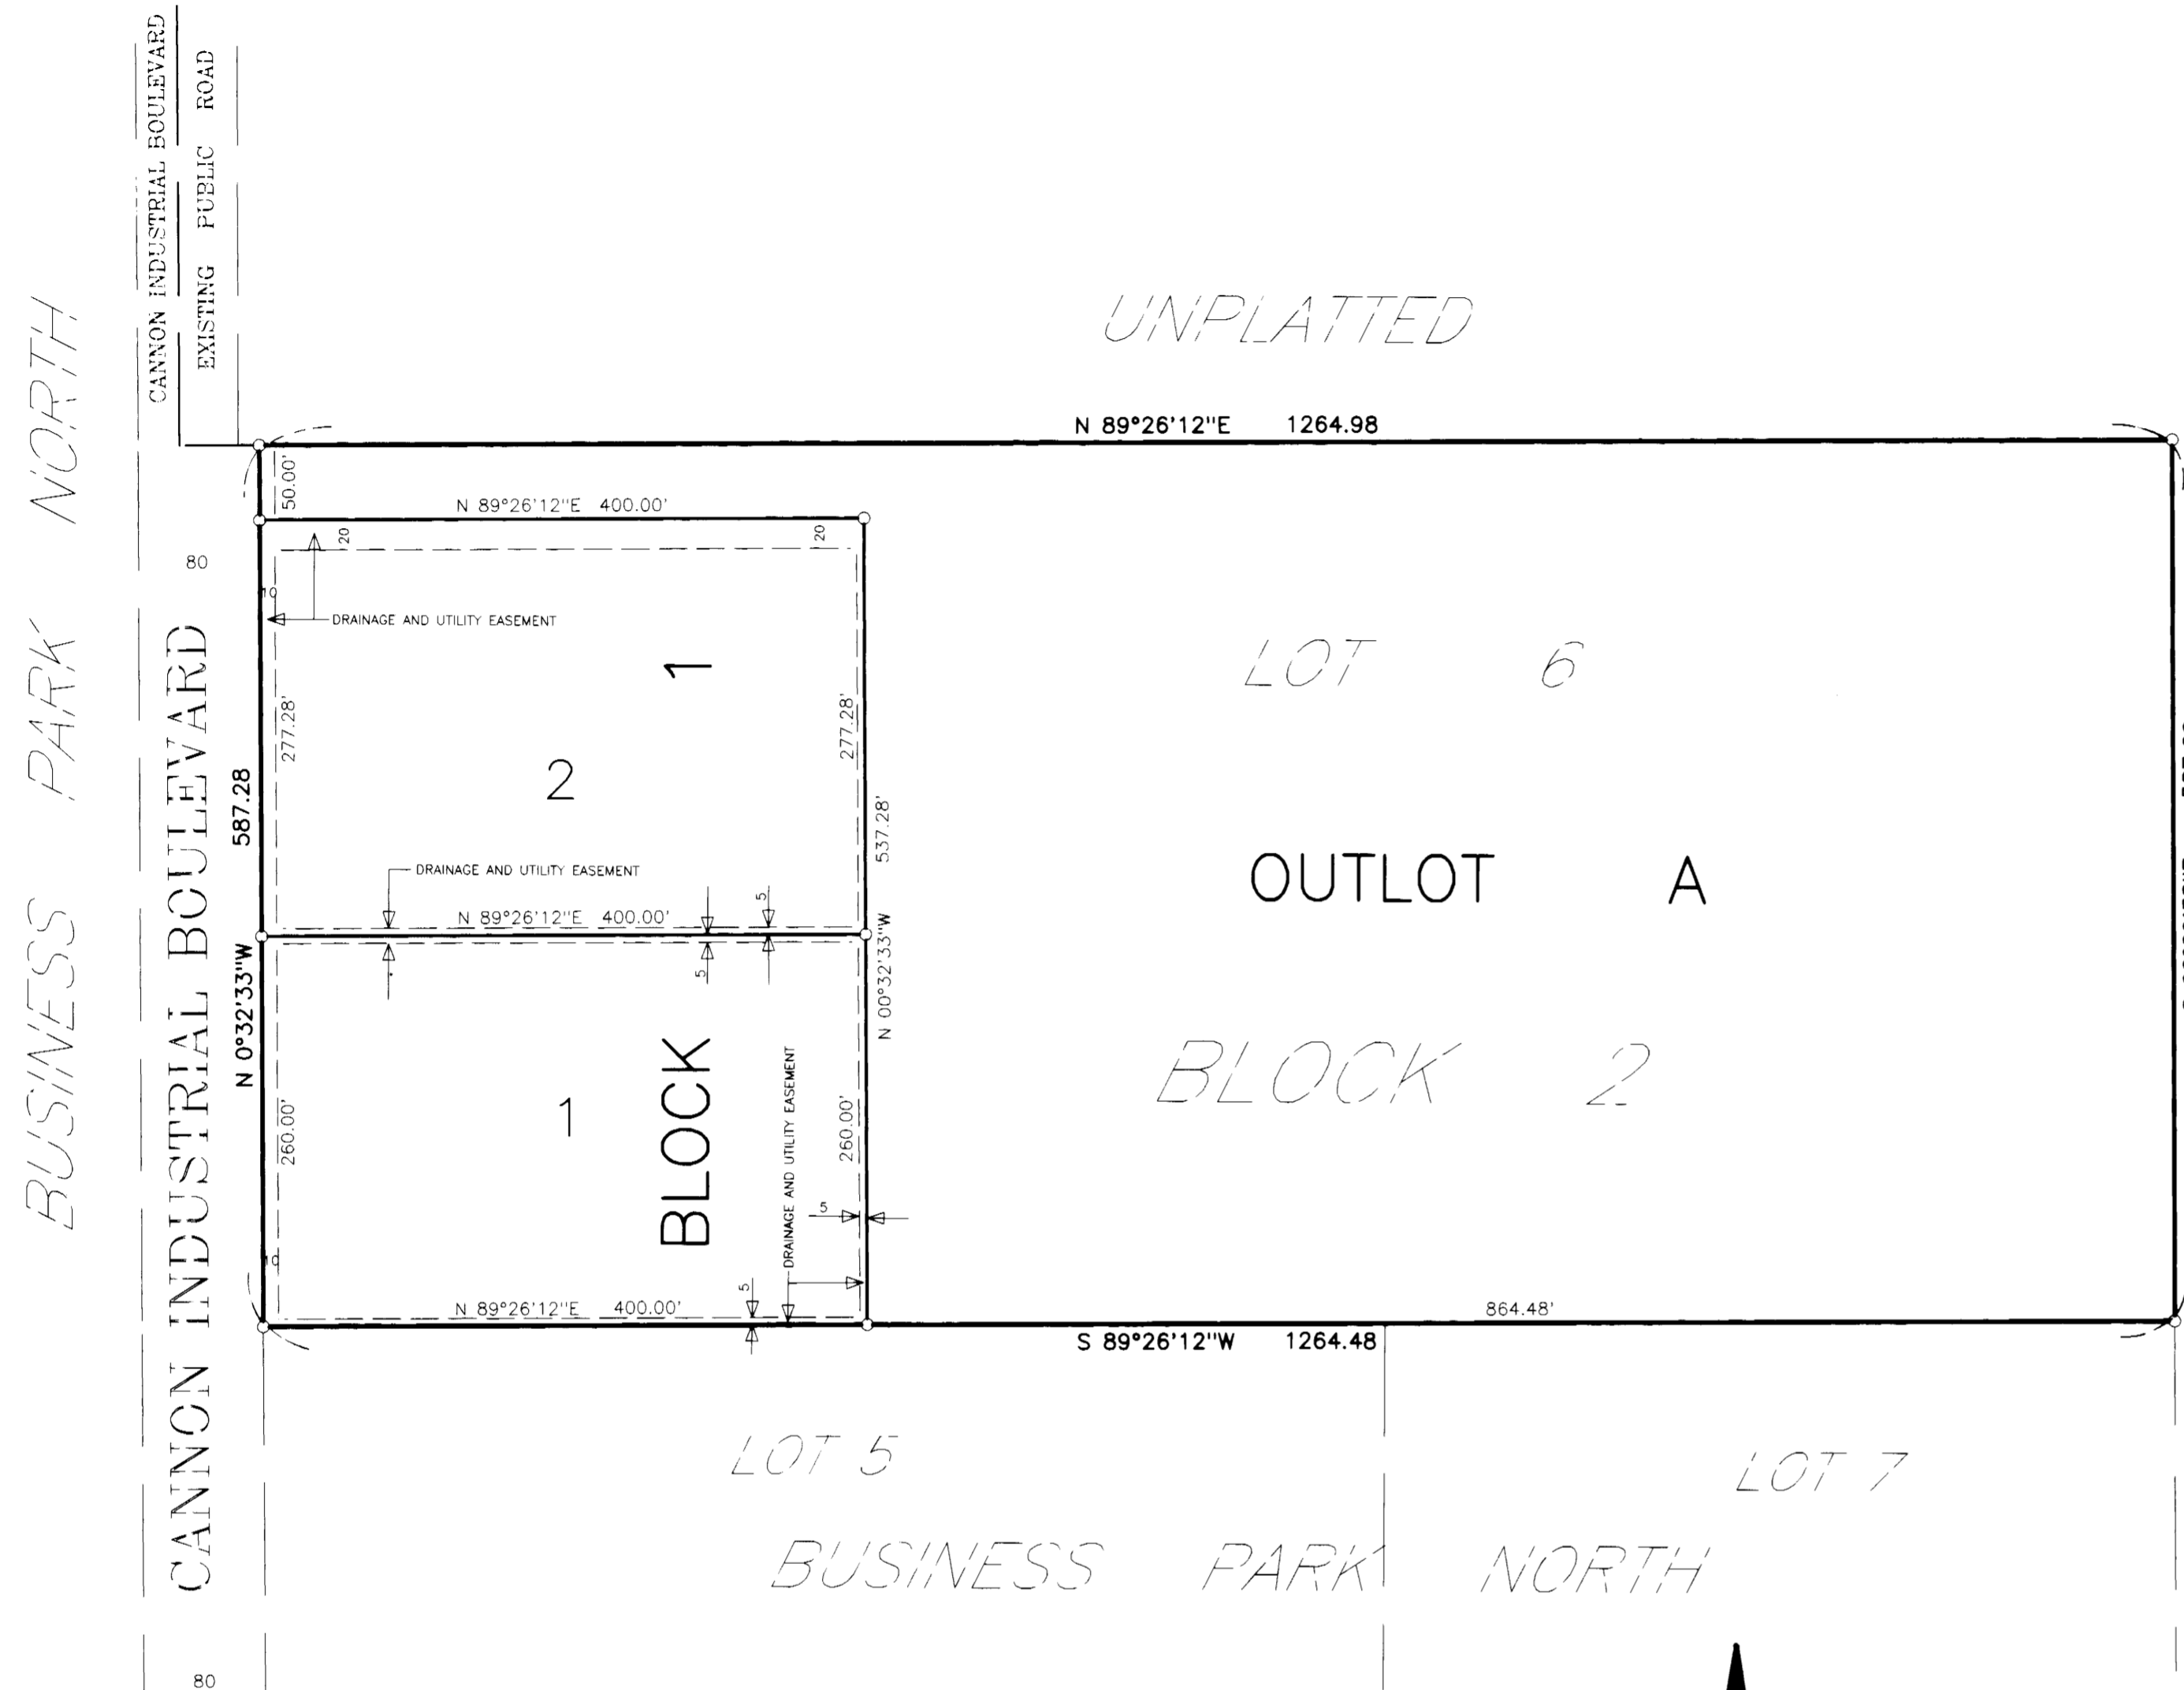 CANNON INDUSTRIAL BOULEVARD
EXISTING PUBLIC ROAD
BUSINESS PARK NORTH
UNPLATTED
N 89°26'12"E 1264.98
50.00'
N 89°26'12"E 400.00'
20
20
80
10
DRAINAGE AND UTILITY EASEMENT
LOT 6
277.28'
1
277.28'
2
CANNON INDUSTRIAL BOULEVARD
587.28
N 0°32'33"W
537.28'
N 00°32'33"W
OUTLOT A
DRAINAGE AND UTILITY EASEMENT
5
N 89°26'12"E 400.00'
5
BLOCK
BLOCK 2
260.00'
1
DRAINAGE AND UTILITY EASEMENT
260.00'
5
10
5
N 89°26'12"E 400.00'
864.48'
S 89°26'12"W 1264.48
LOT 5
LOT 7
BUSINESS PARK NORTH
80